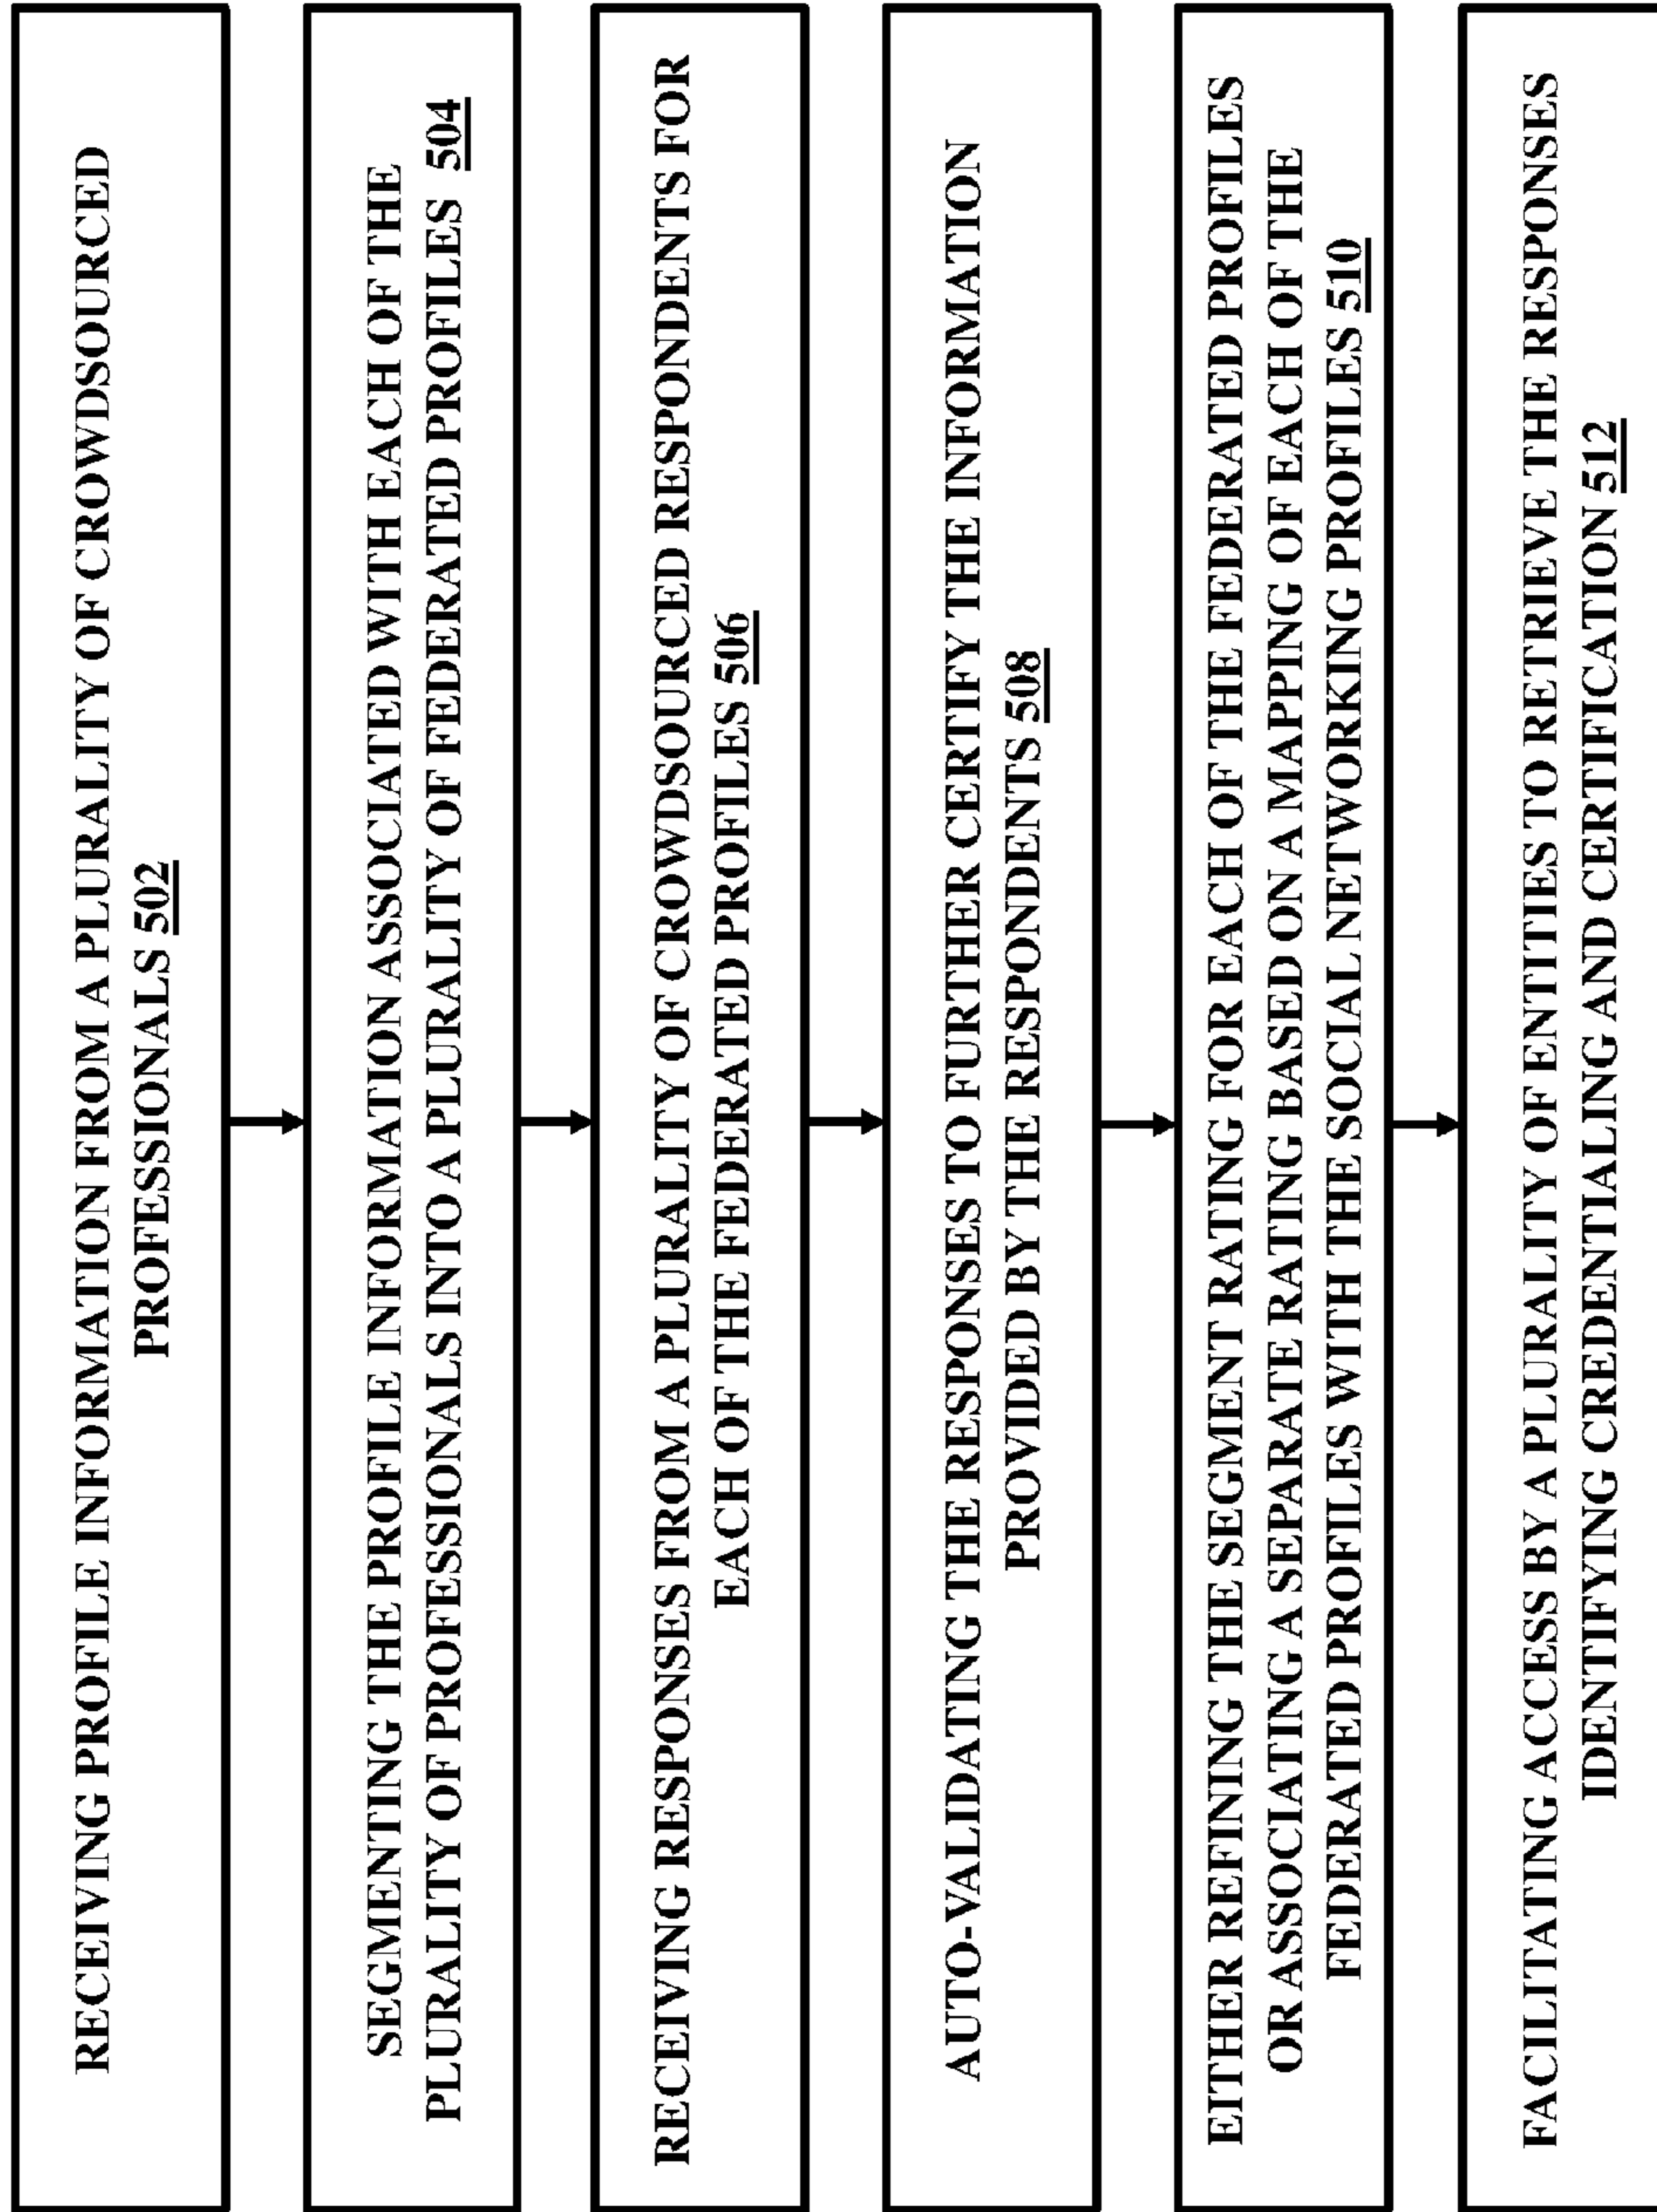 RECEIVING PROFILE INFORMATION FROM A PLURALITY OF CROWDSOURCED
PROFESSIONALS 502
SEGMENTING THE PROFILE INFORMATION ASSOCIATED WITH EACH OF THE
PLURALITY OF PROFESSIONALS INTO A PLURALITY OF FEDERATED PROFILES 504
RECEIVING RESPONSES FROM A PLURALITY OF CROWDSOURCED RESPONDENTS FOR
EACH OF THE FEDERATED PROFILES 506
AUTO-VALIDATING THE RESPONSES TO FURTHER CERTIFY THE INFORMATION
PROVIDED BY THE RESPONDENTS 508
EITHER REFINING THE SEGMENT RATING FOR EACH OF THE FEDERATED PROFILES
OR ASSOCIATING A SEPARATE RATING BASED ON A MAPPING OF EACH OF THE
FEDERATED PROFILES WITH THE SOCIAL NETWORKING PROFILES 510
FACILITATING ACCESS BY A PLURALITY OF ENTITIES TO RETRIEVE THE RESPONSES
IDENTIFYING CREDENTIALING AND CERTIFICATION 512